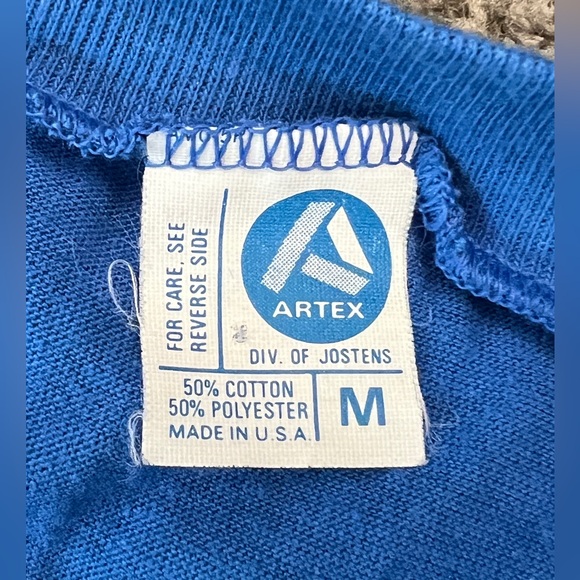 FOR CARE, SEE
REVERSE SIDE
ARTEX
DIV. OF JOSTENS
50% COTTON
50% POLYESTER
MADE IN U.S.A.
M